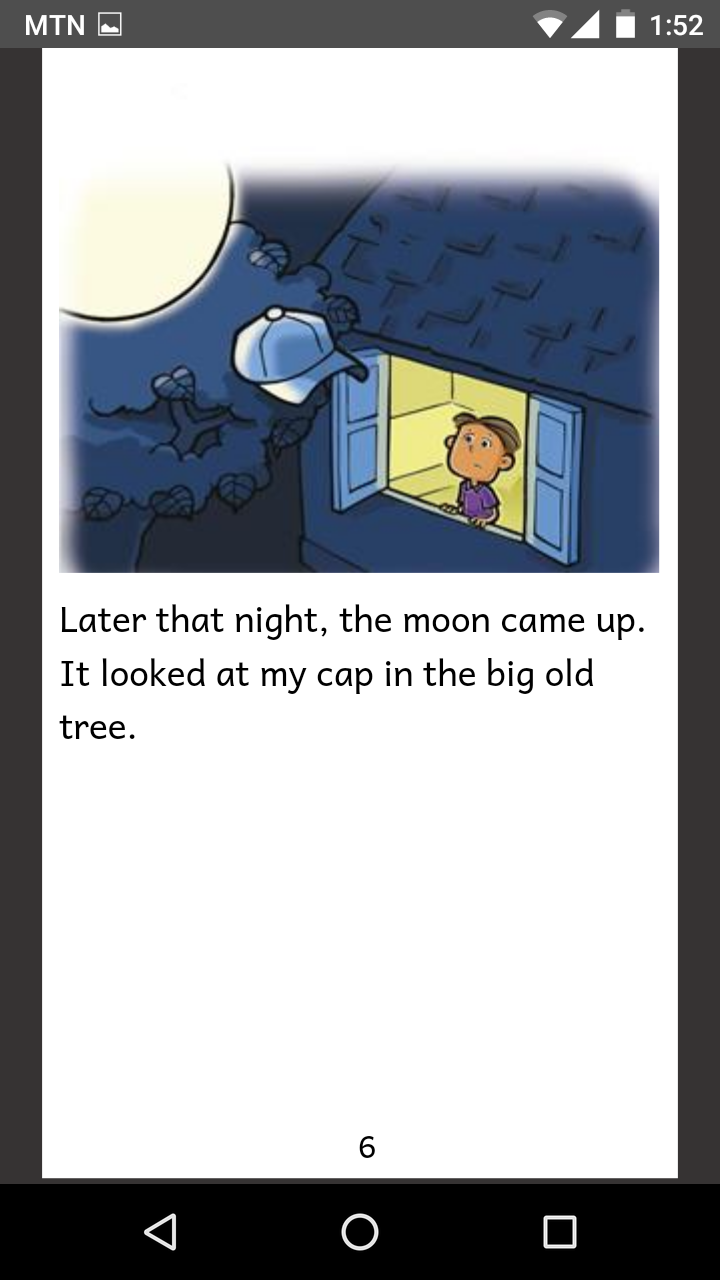 MTN 1:52
Later that night, the moon came up.
It looked at my cap in the big old
tree.
6